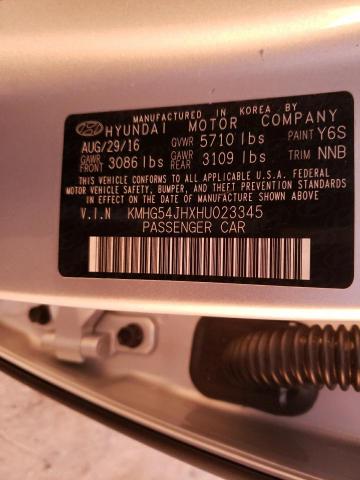 MANUFACTURED IN KOREA BY
HYUNDAI MOTOR COMPANY
AUG/29/16 GVWR 5710 lbs PAINT Y6S
GAWR FRONT 3086 lbs GAWR REAR 3109 lbs TRIM NNB
THIS VEHICLE CONFORMS TO ALL APPLICABLE U.S.A. FEDERAL
MOTOR VEHICLE SAFETY, BUMPER, AND THEFT PREVENTION
STANDARDS IN EFFECT ON THE DATE OF MANUFACTURE SHOWN ABOVE
V.I.N KMHG54JHXHU023345
PASSENGER CAR